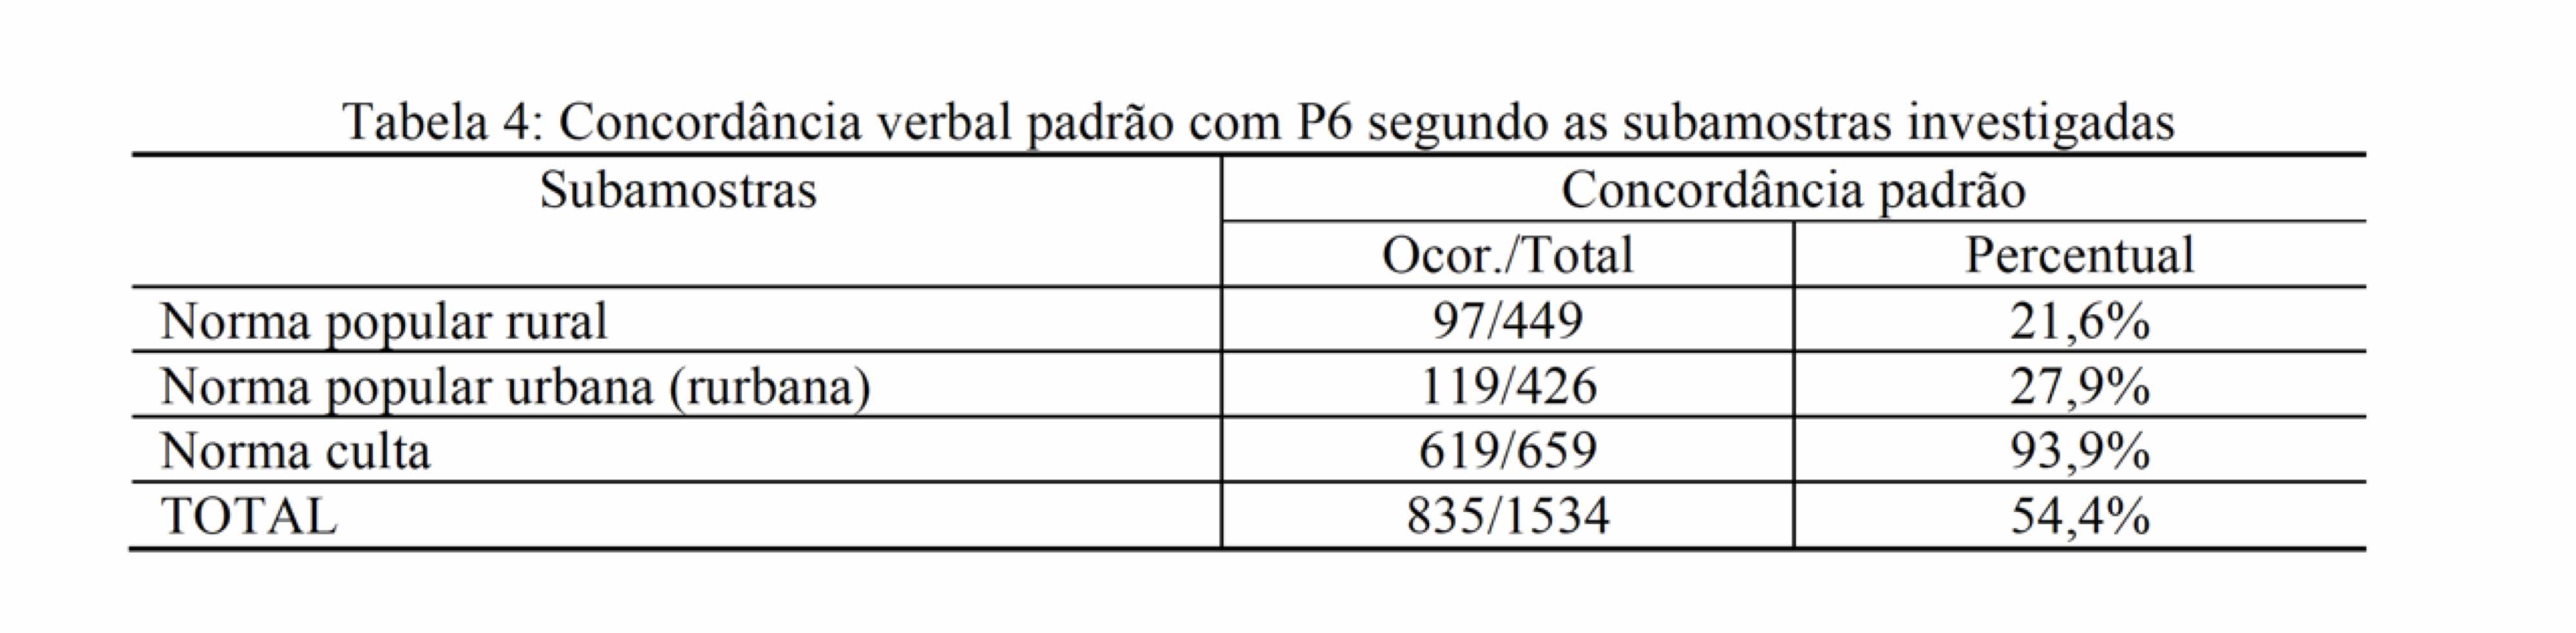 Tabela 4: Concordância verbal padrão com P6 segundo as subamostras investigadas
Subamostras Concordância padrão
Ocor./Total Percentual
Norma popular rural 97/449 21,6%
Norma popular urbana (rurbana) 119/426 27,9%
Norma culta 619/659 93,9%
TOTAL 835/1534 54,4%